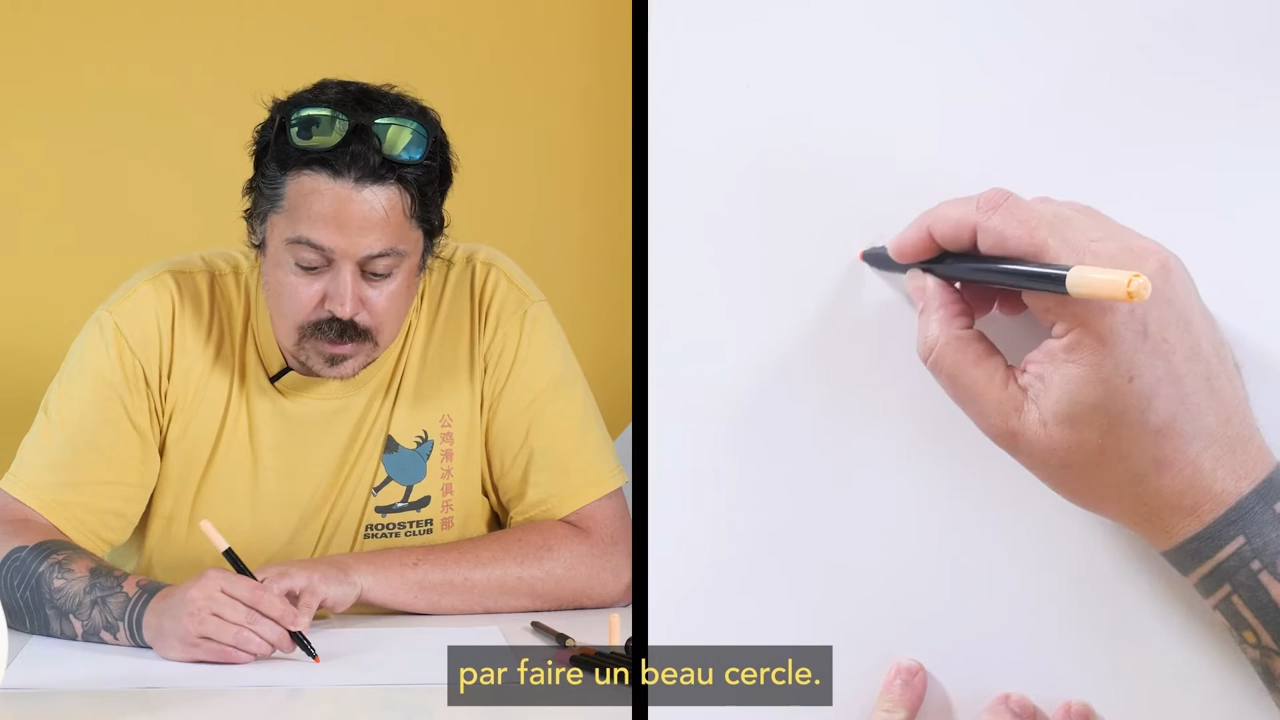 公鸡滑冰俱乐部
ROOSTER
SKATE CLUB
par faire un beau cercle.